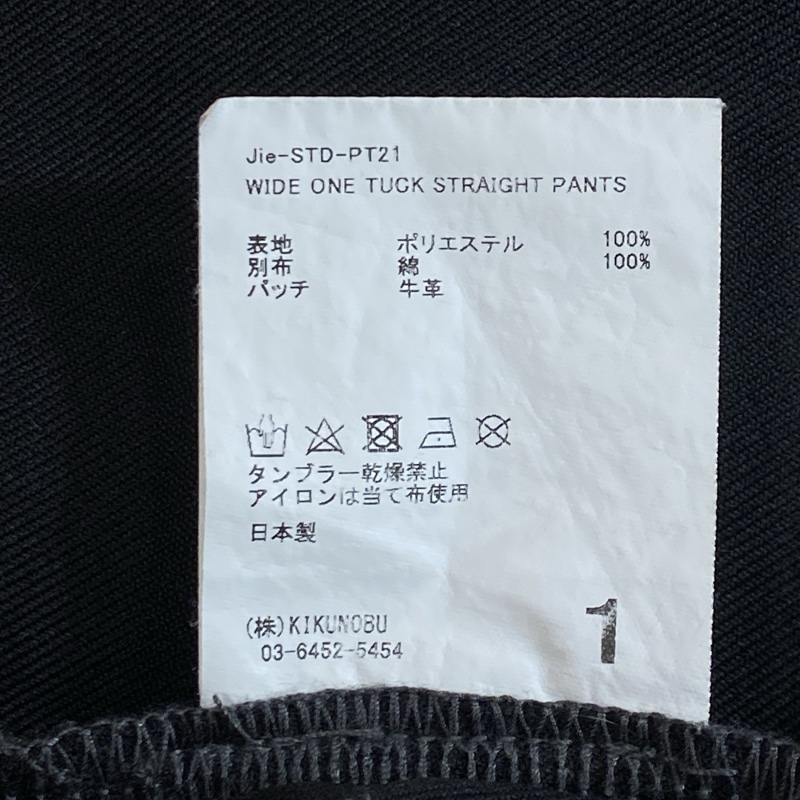 Jie-STD-PT21
WIDE ONE TUCK STRAIGHT PANTS
表地 ポリエステル 100%
別布 綿 100%
パッチ 牛革
タンブラー乾燥禁止
アイロンは当て布使用
日本製
(株)KIKUNOBU
03-6452-5454
1